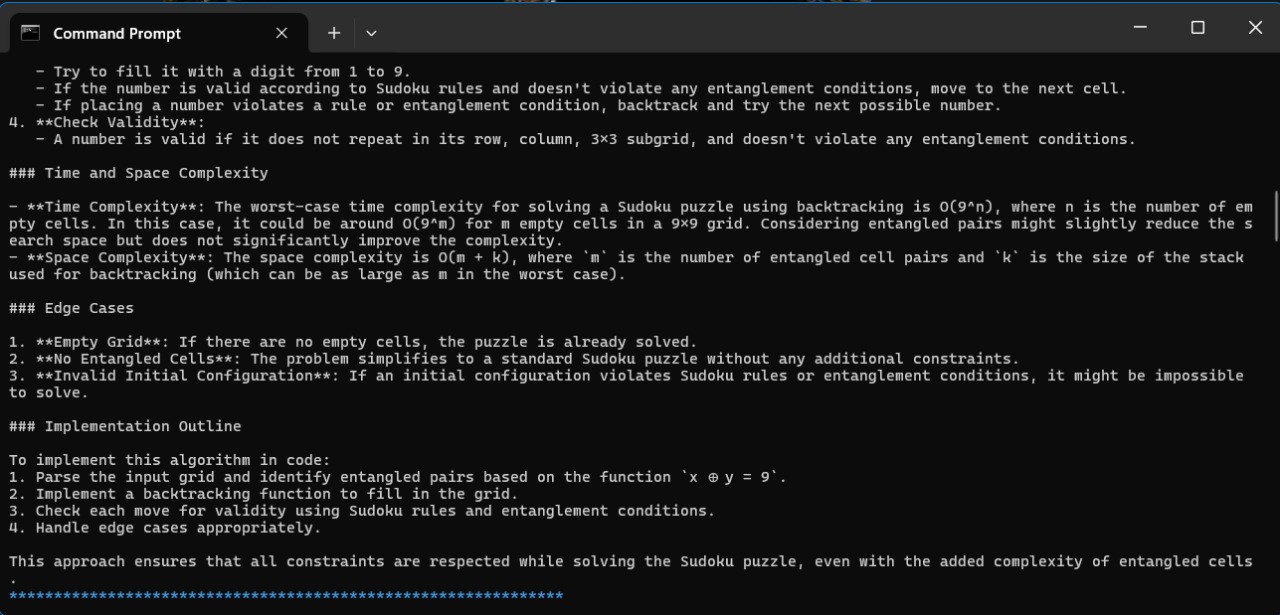 Command Prompt
   - Try to fill it with a digit from 1 to 9.
   - If the number is valid according to Sudoku rules and doesn't violate any entanglement conditions, move to the next cell.
   - If placing a number violates a rule or entanglement condition, backtrack and try the next possible number.
4. **Check Validity**:
   - A number is valid if it does not repeat in its row, column, 3×3 subgrid, and doesn't violate any entanglement conditions.
### Time and Space Complexity
- **Time Complexity**: The worst-case time complexity for solving a Sudoku puzzle using backtracking is O(9^n), where n is the number of em
pty cells. In this case, it could be around O(9^m) for m empty cells in a 9×9 grid. Considering entangled pairs might slightly reduce the s
earch space but does not significantly improve the complexity.
- **Space Complexity**: The space complexity is O(m + k), where `m` is the number of entangled cell pairs and `k` is the size of the stack
used for backtracking (which can be as large as m in the worst case).
### Edge Cases
1. **Empty Grid**: If there are no empty cells, the puzzle is already solved.
2. **No Entangled Cells**: The problem simplifies to a standard Sudoku puzzle without any additional constraints.
3. **Invalid Initial Configuration**: If an initial configuration violates Sudoku rules or entanglement conditions, it might be impossible
to solve.
### Implementation Outline
To implement this algorithm in code:
1. Parse the input grid and identify entangled pairs based on the function `x ⊕ y = 9`.
2. Implement a backtracking function to fill in the grid.
3. Check each move for validity using Sudoku rules and entanglement conditions.
4. Handle edge cases appropriately.
This approach ensures that all constraints are respected while solving the Sudoku puzzle, even with the added complexity of entangled cells
.
**************************************************************